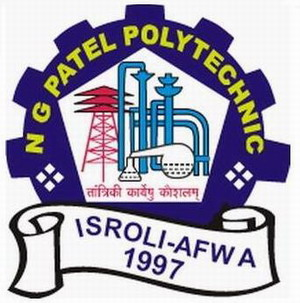 N G PATEL POLYTECHNIC
तांत्रिकी कार्येषु कौशलम्
ISROLI-AFWA
1997